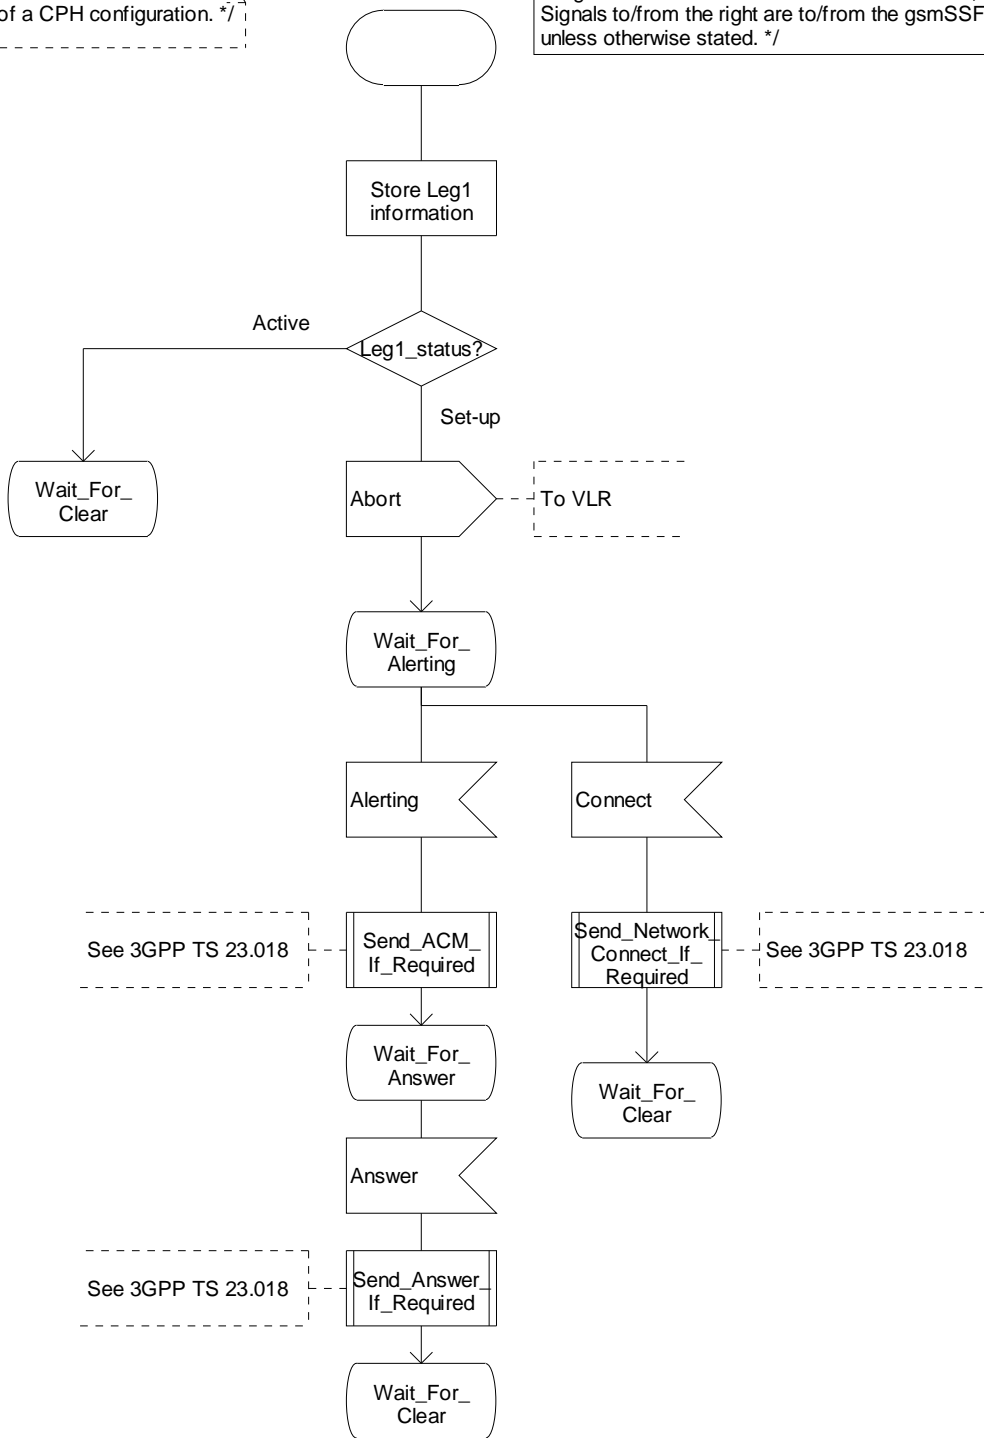 of a CPH configuration. */
Signals to/from the right are to/from the gsmSSF
unless otherwise stated. */
Store Leg1
information
Active
Leg1_status?
Set-up
Wait_For_
Clear
Abort
To VLR
Wait_For_
Alerting
Alerting
Connect
See 3GPP TS 23.018
Send_ACM_
If_Required
Send_Network_
Connect_If_
Required
See 3GPP TS 23.018
Wait_For_
Answer
Wait_For_
Clear
Answer
See 3GPP TS 23.018
Send_Answer_
If_Required
Wait_For_
Clear